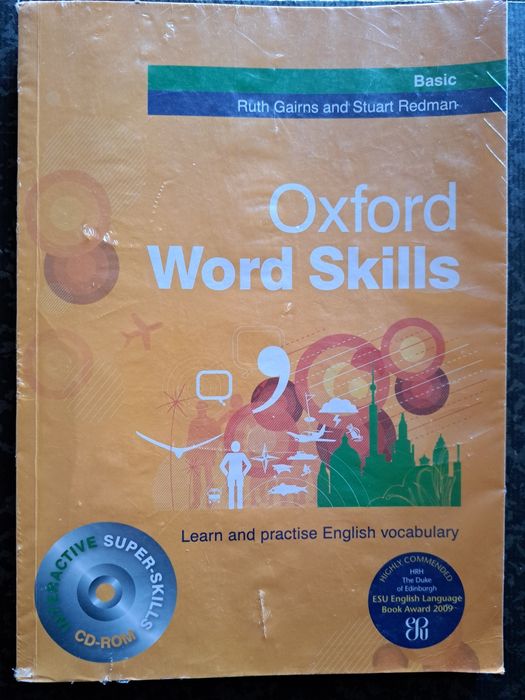 Basic
Ruth Gairns and Stuart Redman
Oxford
Word Skills
Learn and practise English vocabulary
INTERACTIVE SUPER-SKILLS
CD-ROM
HIGHLY COMMENDED
HRH
The Duke
of Edinburgh
ESU English Language
Book Award 2009